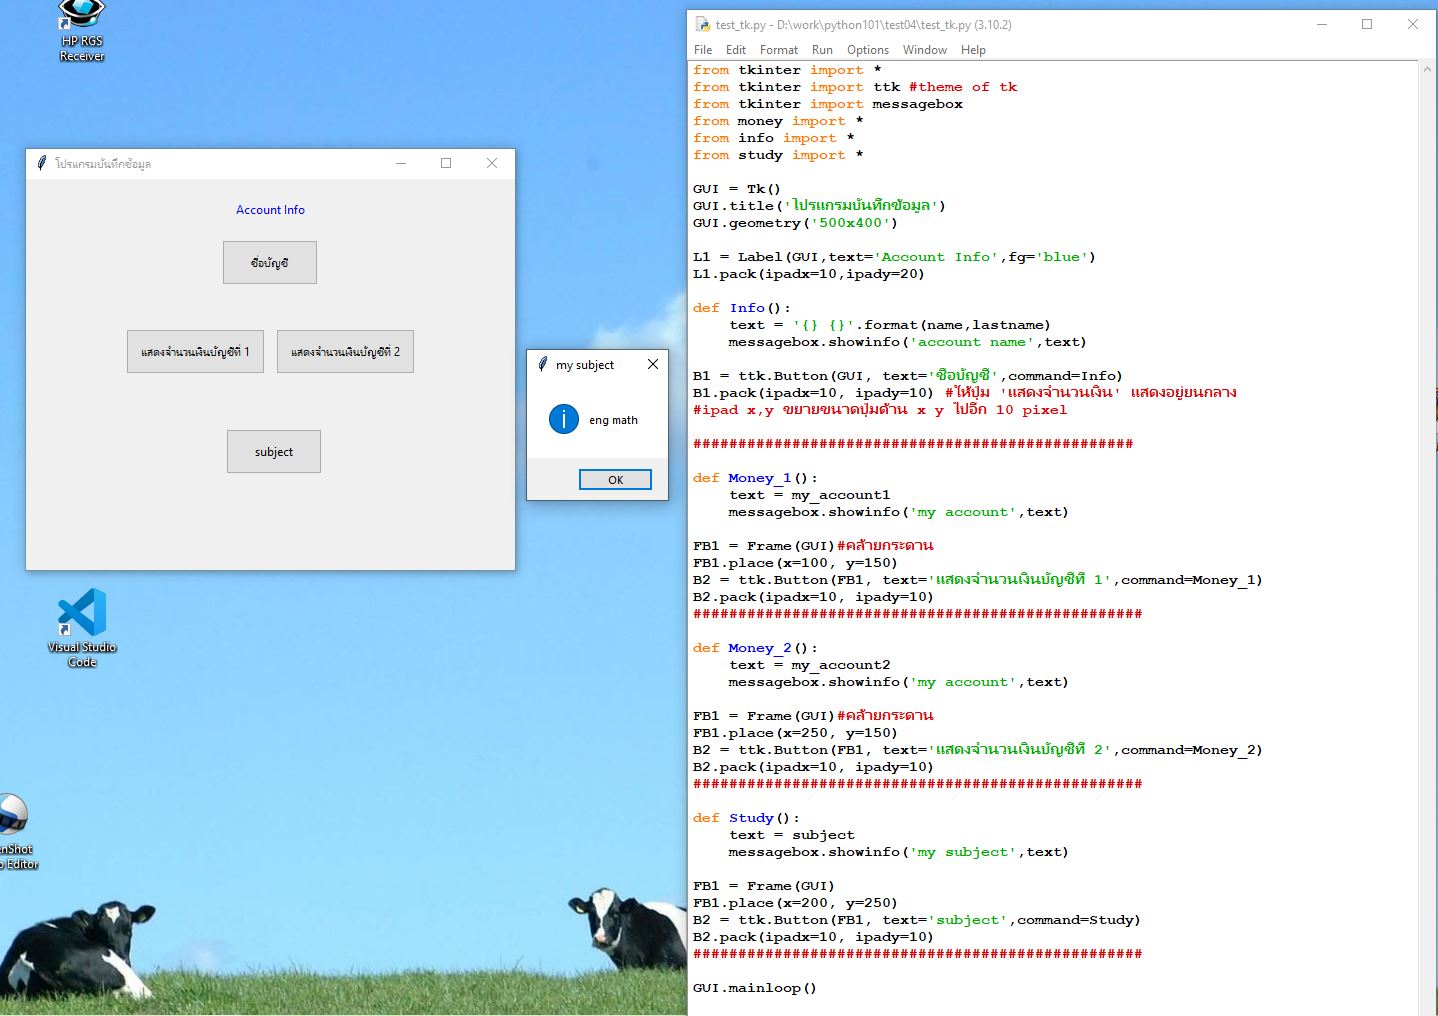 HP RGS
Receiver
โปรแกรมบันทึกข้อมูล
Account Info
ชื่อบัญชี
แสดงจำนวนเงินบัญชีที่ 1
แสดงจำนวนเงินบัญชีที่ 2
subject
my subject
eng math
OK
Visual Studio
Code
enShot
o Editor
test_tk.py - D:\work\python101\test04\test_tk.py (3.10.2)
File Edit Format Run Options Window Help
from tkinter import *
from tkinter import ttk #theme of tk
from tkinter import messagebox
from money import *
from info import *
from study import *
GUI = Tk()
GUI.title('โปรแกรมบันทึกข้อมูล')
GUI.geometry('500x400')
L1 = Label(GUI,text='Account Info',fg='blue')
L1.pack(ipadx=10,ipady=20)
def Info():
text = '{} {}'.format(name,lastname)
messagebox.showinfo('account name',text)
B1 = ttk.Button(GUI, text='ชื่อบัญชี',command=Info)
B1.pack(ipadx=10, ipady=10) #ให้ปุ่ม 'แสดงจำนวนเงิน' แสดงอยู่ยนกลาง
#ipad x,y ขยายขนาดปุ่มด้าน x y ไปอีก 10 pixel
#################################################
def Money_1():
text = my_account1
messagebox.showinfo('my account',text)
FB1 = Frame(GUI)#คล้ายกระดาน
FB1.place(x=100, y=150)
B2 = ttk.Button(FB1, text='แสดงจำนวนเงินบัญชีที่ 1',command=Money_1)
B2.pack(ipadx=10, ipady=10)
##################################################
def Money_2():
text = my_account2
messagebox.showinfo('my account',text)
FB1 = Frame(GUI)#คล้ายกระดาน
FB1.place(x=250, y=150)
B2 = ttk.Button(FB1, text='แสดงจำนวนเงินบัญชีที่ 2',command=Money_2)
B2.pack(ipadx=10, ipady=10)
##################################################
def Study():
text = subject
messagebox.showinfo('my subject',text)
FB1 = Frame(GUI)
FB1.place(x=200, y=250)
B2 = ttk.Button(FB1, text='subject',command=Study)
B2.pack(ipadx=10, ipady=10)
##################################################
GUI.mainloop()